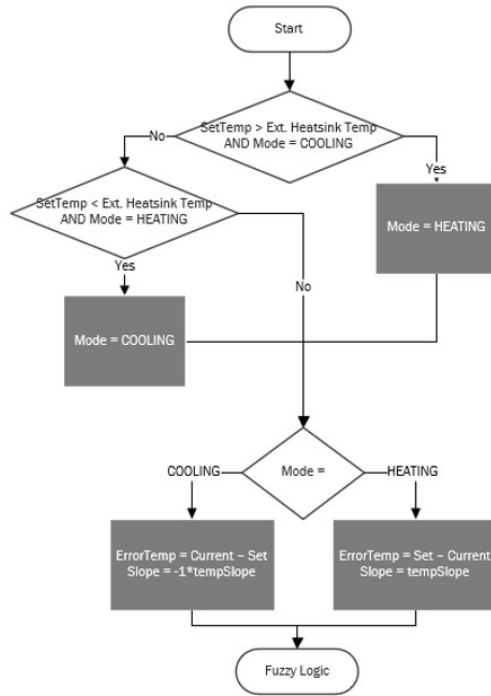 Start
SetTemp > Ext. Heatsink Temp
AND Mode = COOLING
No
Yes
SetTemp < Ext. Heatsink Temp
AND Mode = HEATING
Mode = HEATING
Yes
No
Mode = COOLING
COOLING
Mode =
HEATING
ErrorTemp = Current – Set
Slope = -1*tempSlope
ErrorTemp = Set – Current
Slope = tempSlope
Fuzzy Logic